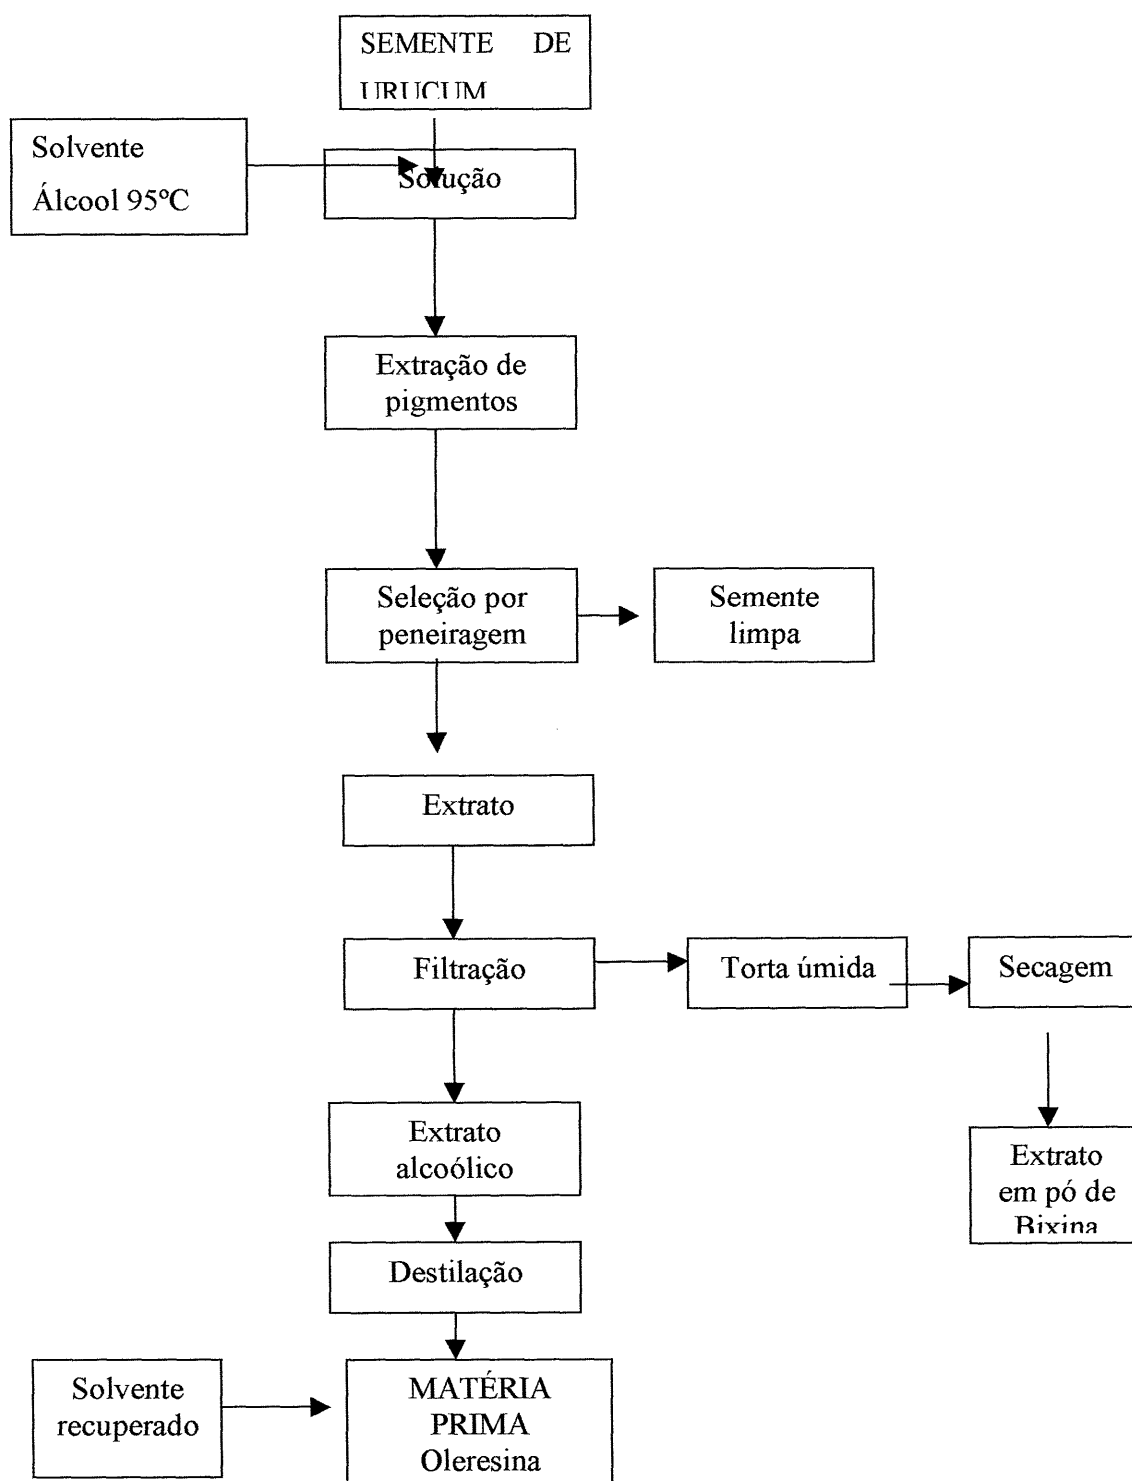 SEMENTE DE
URUCUM
Solvente
Álcool 95ºC
Solução
Extração de
pigmentos
Seleção por
peneiragem
Semente
limpa
Extrato
Filtração
Torta úmida
Secagem
Extrato
alcoólico
Extrato
em pó de
Bixina
Destilação
Solvente
recuperado
MATÉRIA
PRIMA
Oleresina